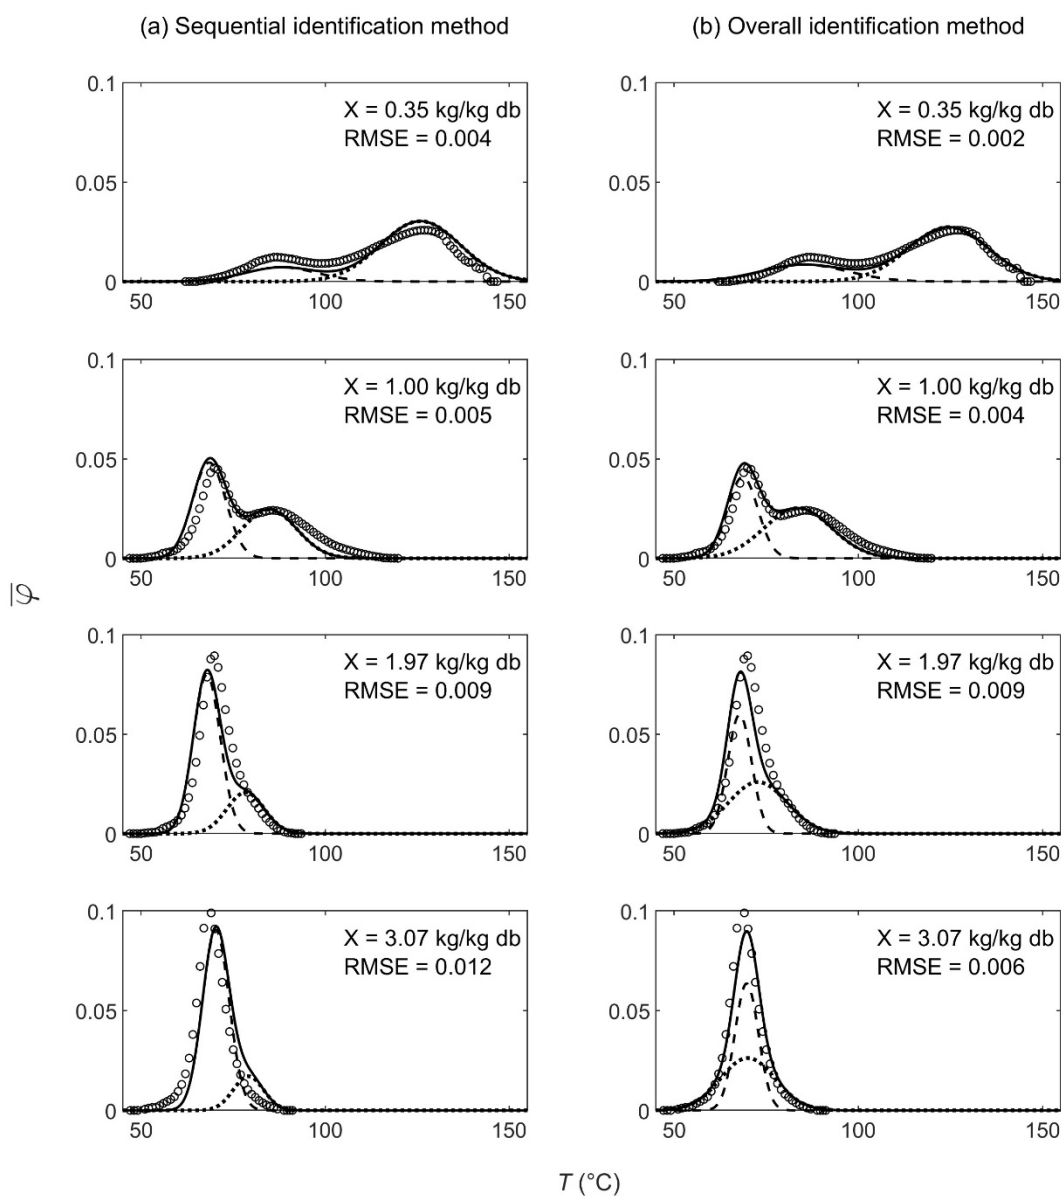 (a) Sequential identification method
(b) Overall identification method
0.1
X = 0.35 kg/kg db
RMSE = 0.004
0.05
0
50
100
150
0.1
X = 0.35 kg/kg db
RMSE = 0.002
0.05
0
50
100
150
0.1
X = 1.00 kg/kg db
RMSE = 0.005
0.05
0
50
100
150
0.1
X = 1.00 kg/kg db
RMSE = 0.004
0.05
0
50
100
150
φ̅
0.1
X = 1.97 kg/kg db
RMSE = 0.009
0.05
0
50
100
150
0.1
X = 1.97 kg/kg db
RMSE = 0.009
0.05
0
50
100
150
0.1
X = 3.07 kg/kg db
RMSE = 0.012
0.05
0
50
100
150
0.1
X = 3.07 kg/kg db
RMSE = 0.006
0.05
0
50
100
150
T (°C)